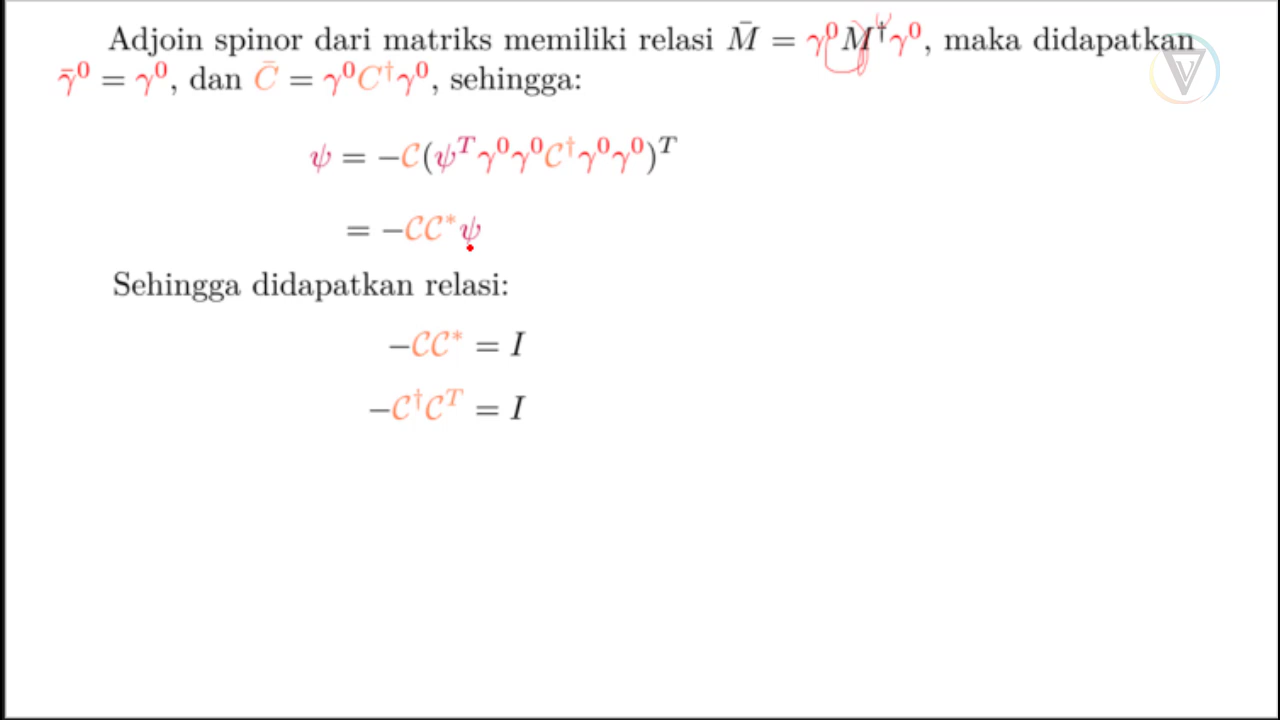 Adjoin spinor dari matriks memiliki relasi M̄ = γ⁰M†γ⁰, maka didapatkan
γ̄⁰ = γ⁰, dan C̄ = γ⁰C†γ⁰, sehingga:
ψ = −𝒞(ψᵀγ⁰γ⁰𝒞†γ⁰γ⁰)ᵀ
= −𝒞𝒞*ψ
Sehingga didapatkan relasi:
−𝒞𝒞* = I
−𝒞†𝒞ᵀ = I